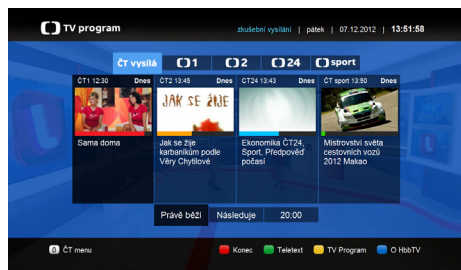 TV program
zkušební vysílání | pátek | 07.12.2012 | 13:51:58
ČT vysílá 1 2 24 sport
ČT1 12:30 Dnes
ČT2 13:45 Dnes
ČT24 13:43 Dnes
ČT sport 13:50 Dnes
JAK SE ŽIJE
Sama doma
Jak se žije
karbaníkům podle
Věry Chytilové
Ekonomika ČT24,
Sport, Předpověď
počasí
Mistrovství světa
cestovních vozů
2012 Makao
Právě běží Následuje 20:00
0 ČT menu
Konec Teletext TV Program O HbbTV